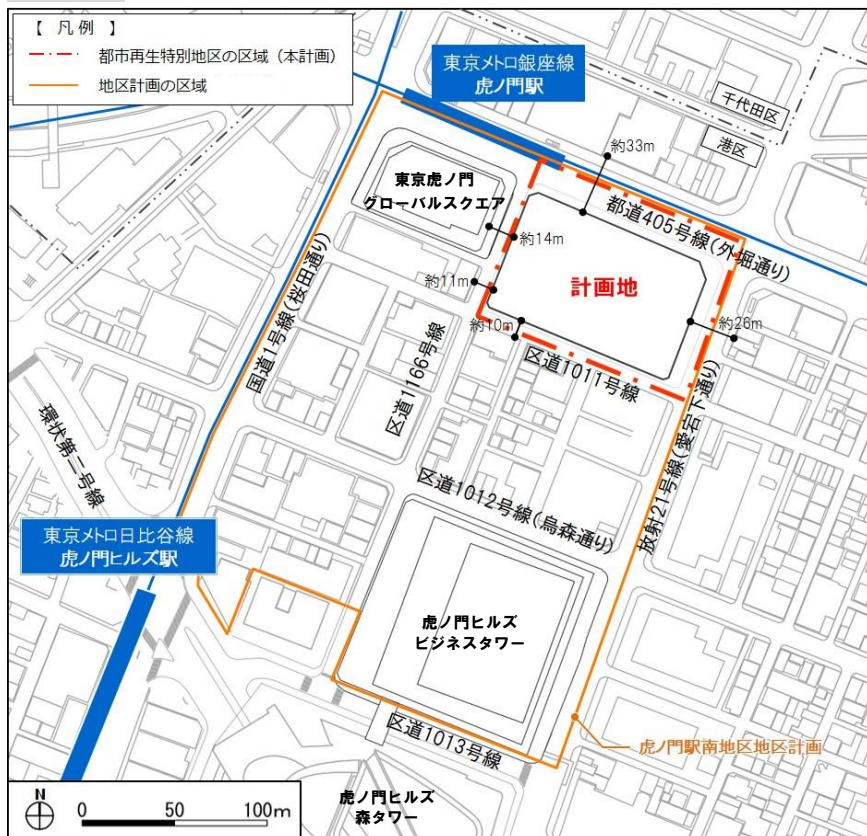 【 凡 例 】
都市再生特別地区の区域（本計画）
地区計画の区域
東京メトロ銀座線
虎ノ門駅
千代田区
港区
約33m
東京虎ノ門
グローバルスクエア
都道405号線(外堀通り)
約14m
約11m
計画地
約10m
約26m
国道1号線(桜田通り)
区道1166号線
区道1011号線
放射21号線(愛宕下通り)
環状第二号線
区道1012号線(烏森通り)
東京メトロ日比谷線
虎ノ門ヒルズ駅
虎ノ門ヒルズ
ビジネスタワー
区道1013号線
虎ノ門駅南地区地区計画
N
0 50 100m
虎ノ門ヒルズ
森タワー